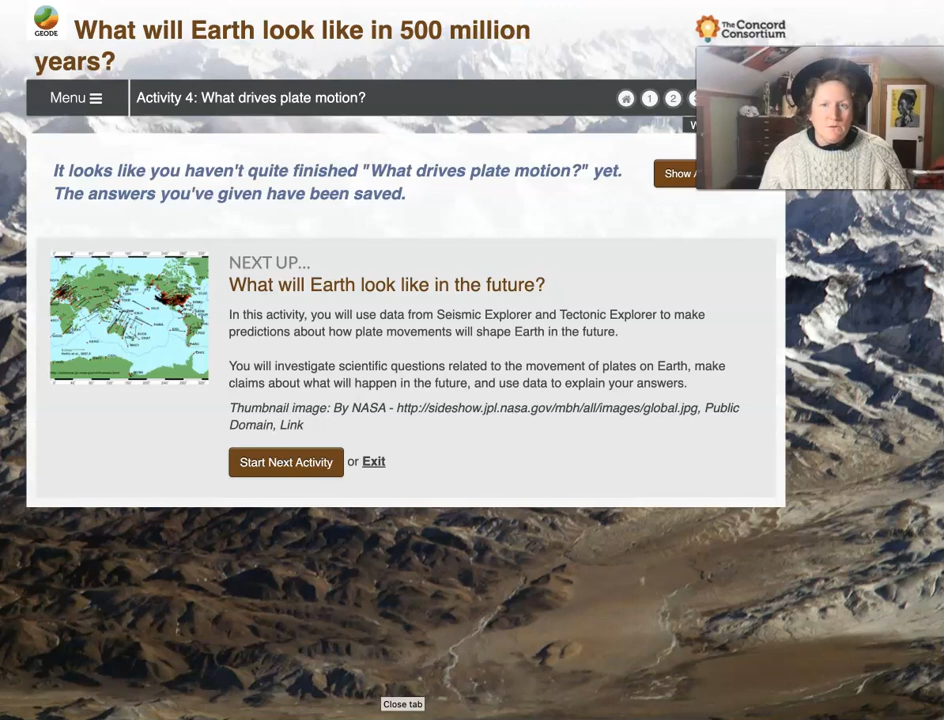 GEODE
What will Earth look like in 500 million
years?
The Concord
Consortium
Menu
Activity 4: What drives plate motion?
1
2
It looks like you haven't quite finished "What drives plate motion?" yet.
The answers you've given have been saved.
Show
NEXT UP...
What will Earth look like in the future?
In this activity, you will use data from Seismic Explorer and Tectonic Explorer to make
predictions about how plate movements will shape Earth in the future.
You will investigate scientific questions related to the movement of plates on Earth, make
claims about what will happen in the future, and use data to explain your answers.
Thumbnail image: By NASA - http://sideshow.jpl.nasa.gov/mbh/all/images/global.jpg, Public
Domain, Link
Start Next Activity or Exit
Close tab